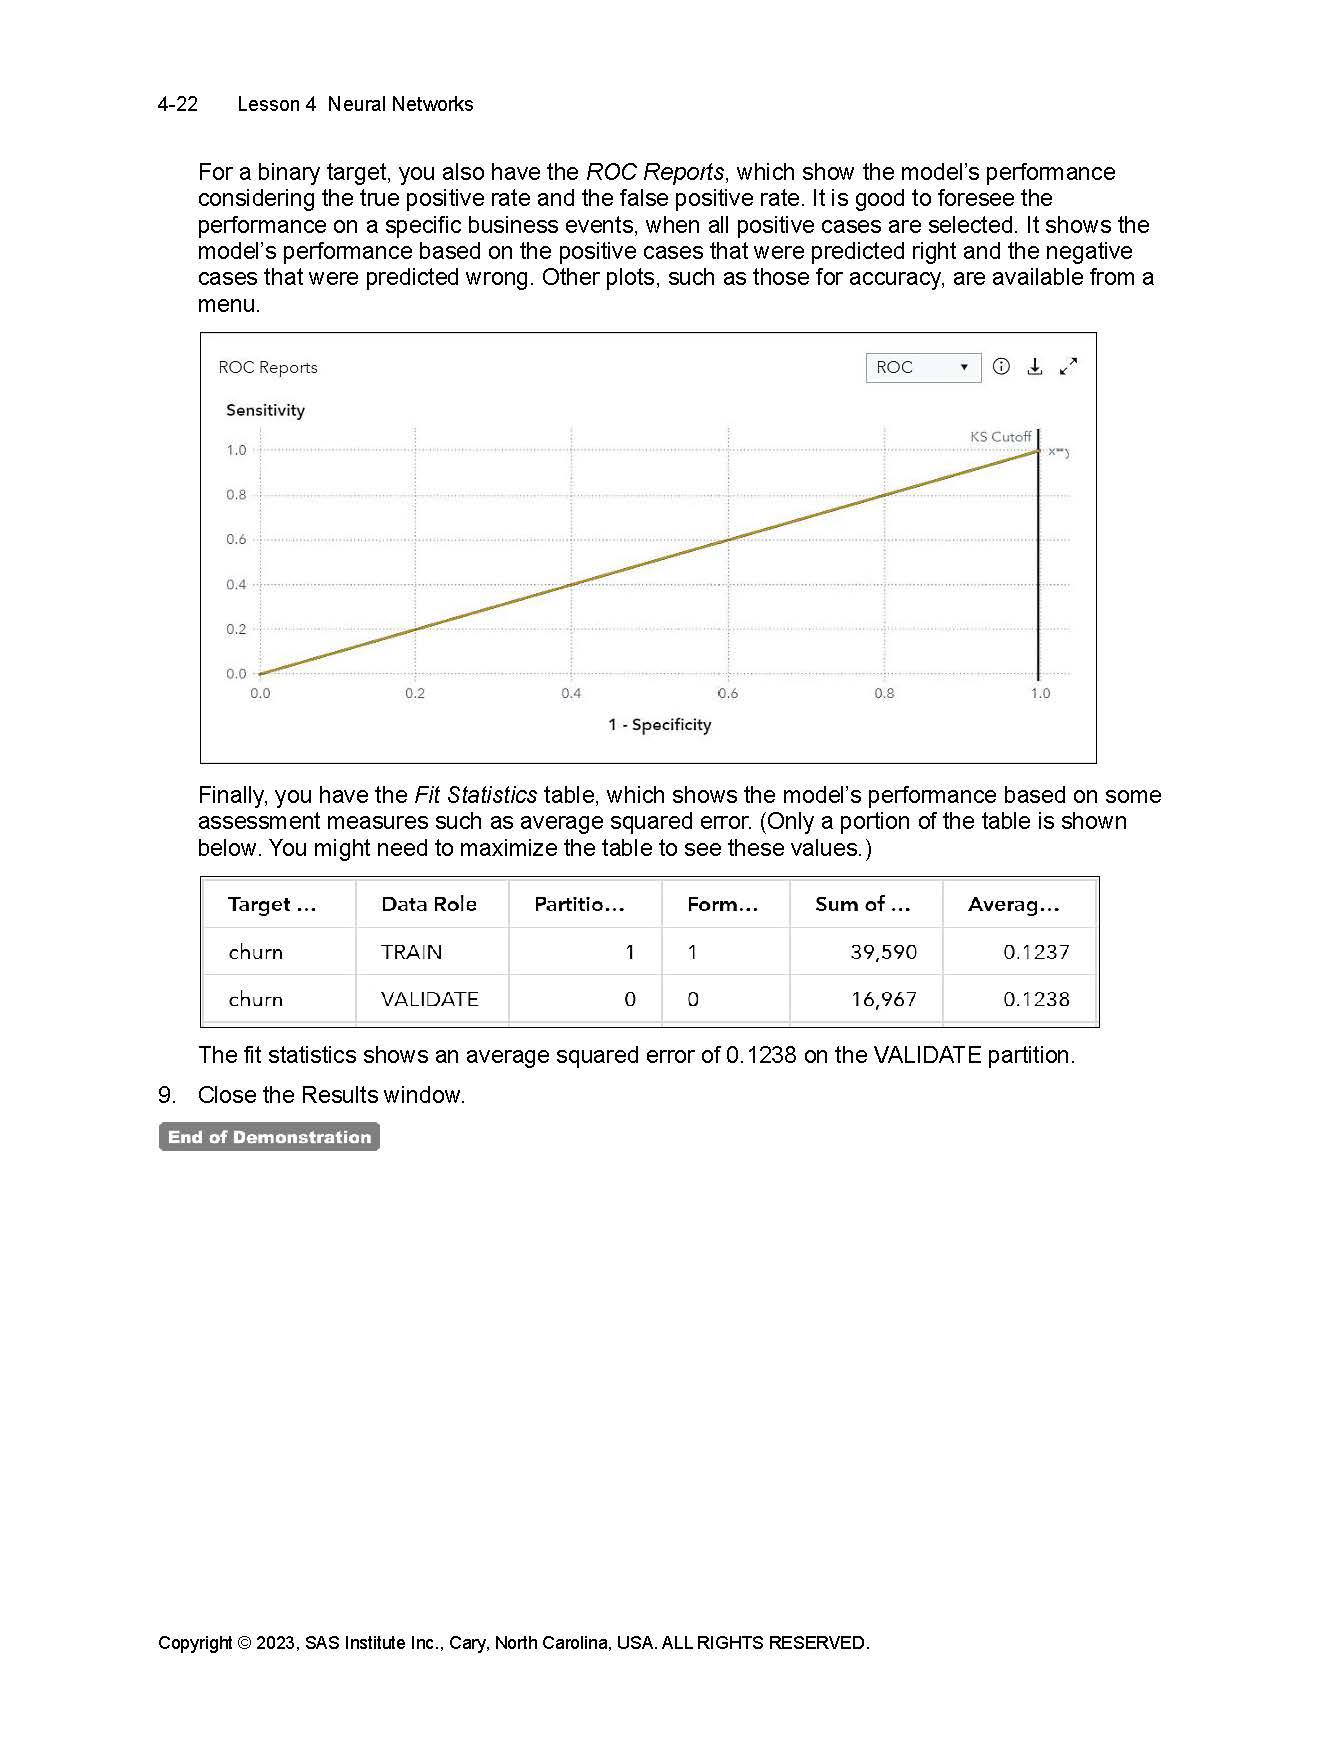 4-22 Lesson 4 Neural Networks
For a binary target, you also have the ROC Reports, which show the model's performance
considering the true positive rate and the false positive rate. It is good to foresee the
performance on a specific business events, when all positive cases are selected. It shows the
model's performance based on the positive cases that were predicted right and the negative
cases that were predicted wrong. Other plots, such as those for accuracy, are available from a
menu.
ROC Reports ROC
Sensitivity
KS Cutoff
1.0
0.8
0.6
0.4
0.2
0.0
0.0 0.2 0.4 0.6 0.8 1.0
1 - Specificity
Finally, you have the Fit Statistics table, which shows the model's performance based on some
assessment measures such as average squared error. (Only a portion of the table is shown
below. You might need to maximize the table to see these values.)
Target ... Data Role Partitio... Form... Sum of ... Averag...
churn TRAIN 1 1 39,590 0.1237
churn VALIDATE 0 0 16,967 0.1238
The fit statistics shows an average squared error of 0.1238 on the VALIDATE partition.
9. Close the Results window.
End of Demonstration
Copyright © 2023, SAS Institute Inc., Cary, North Carolina, USA. ALL RIGHTS RESERVED.